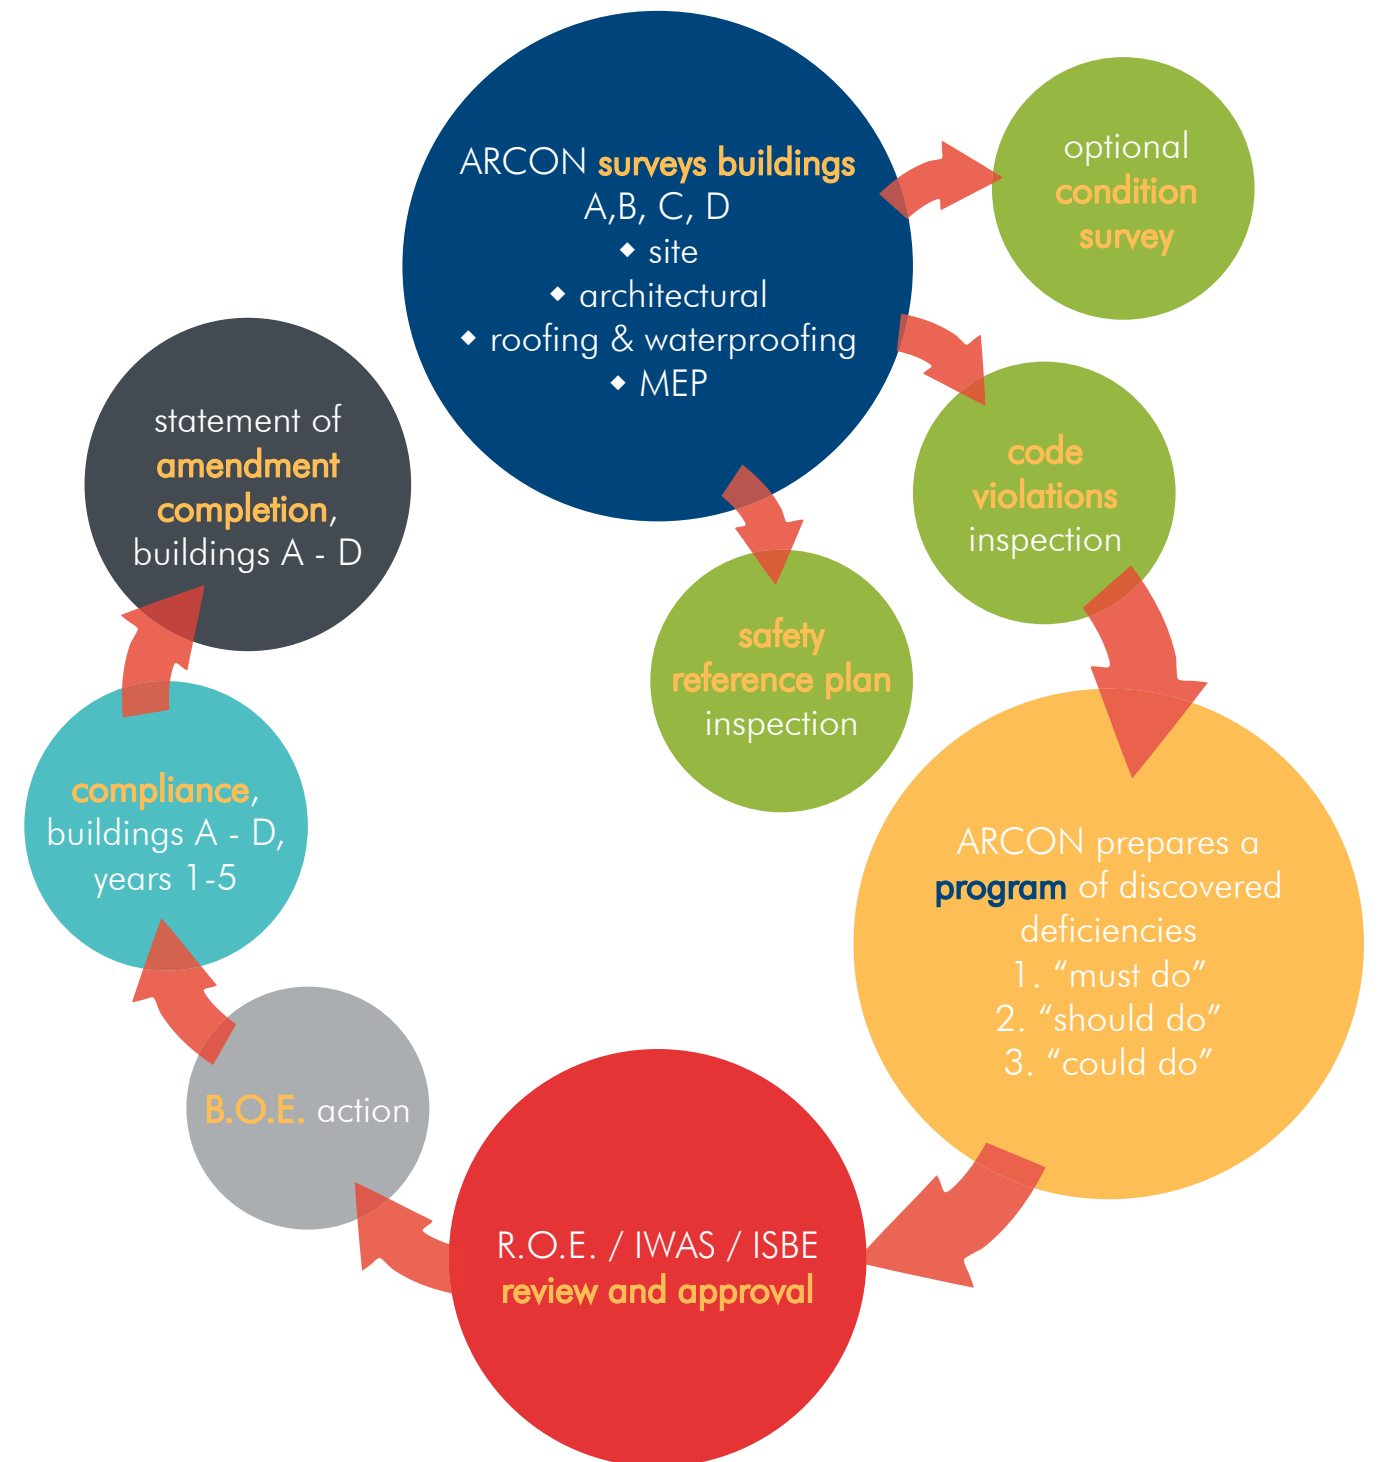 ARCON surveys buildings
A,B, C, D
◆ site
◆ architectural
◆ roofing & waterproofing
◆ MEP
optional
condition
survey
code
violations
inspection
safety
reference plan
inspection
ARCON prepares a
program of discovered
deficiencies
1. “must do”
2. “should do”
3. “could do”
R.O.E. / IWAS / ISBE
review and approval
B.O.E. action
compliance,
buildings A - D,
years 1-5
statement of
amendment
completion,
buildings A - D